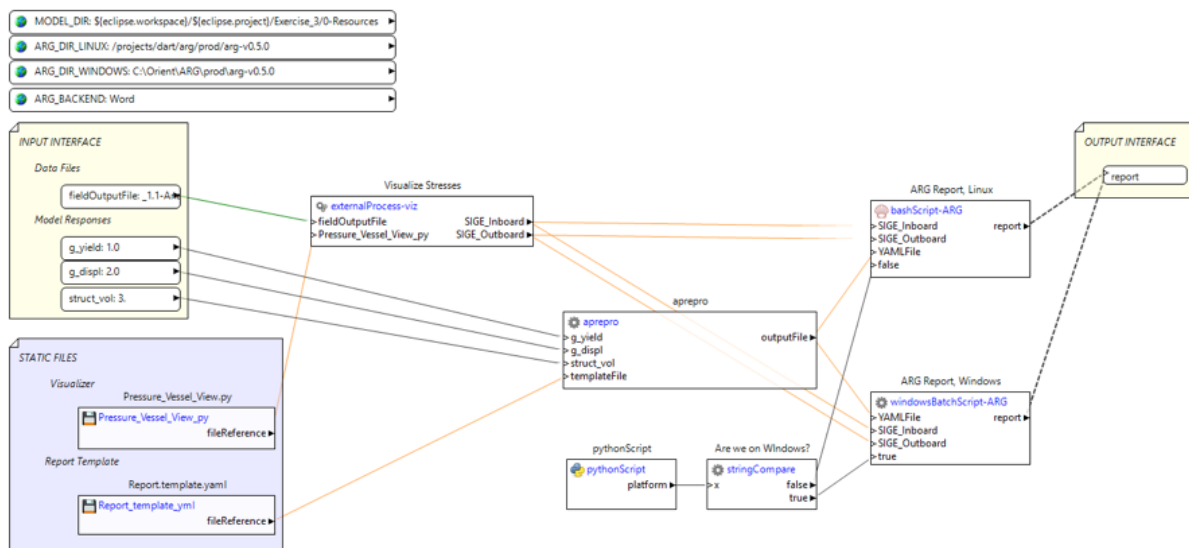 MODEL_DIR: ${eclipse.workspace}/${eclipse.project}/Exercise_3/0-Resources
ARG_DIR_LINUX: /projects/dart/arg/prod/arg-v0.5.0
ARG_DIR_WINDOWS: C:\Orient\ARG\prod\arg-v0.5.0
ARG_BACKEND: Word
INPUT INTERFACE
Data Files
fieldOutputFile: _1.1-
Model Responses
g_yield: 1.0
g_displ: 2.0
struct_vol: 3.
STATIC FILES
Visualizer
Pressure_Vessel_View.py
Pressure_Vessel_View_py
fileReference
Report Template
Report.template.yaml
Report_template_yml
fileReference
Visualize Stresses
externalProcess-viz
fieldOutputFile
SIGE_Inboard
Pressure_Vessel_View_py
SIGE_Outboard
aprepro
aprepro
g_yield
outputFile
g_displ
struct_vol
templateFile
pythonScript
pythonScript
platform
Are we on WIndows?
stringCompare
x
false
true
ARG Report, Linux
bashScript-ARG
SIGE_Inboard
report
SIGE_Outboard
YAMLFile
false
ARG Report, Windows
windowsBatchScript-ARG
YAMLFile
report
SIGE_Inboard
SIGE_Outboard
true
OUTPUT INTERFACE
report